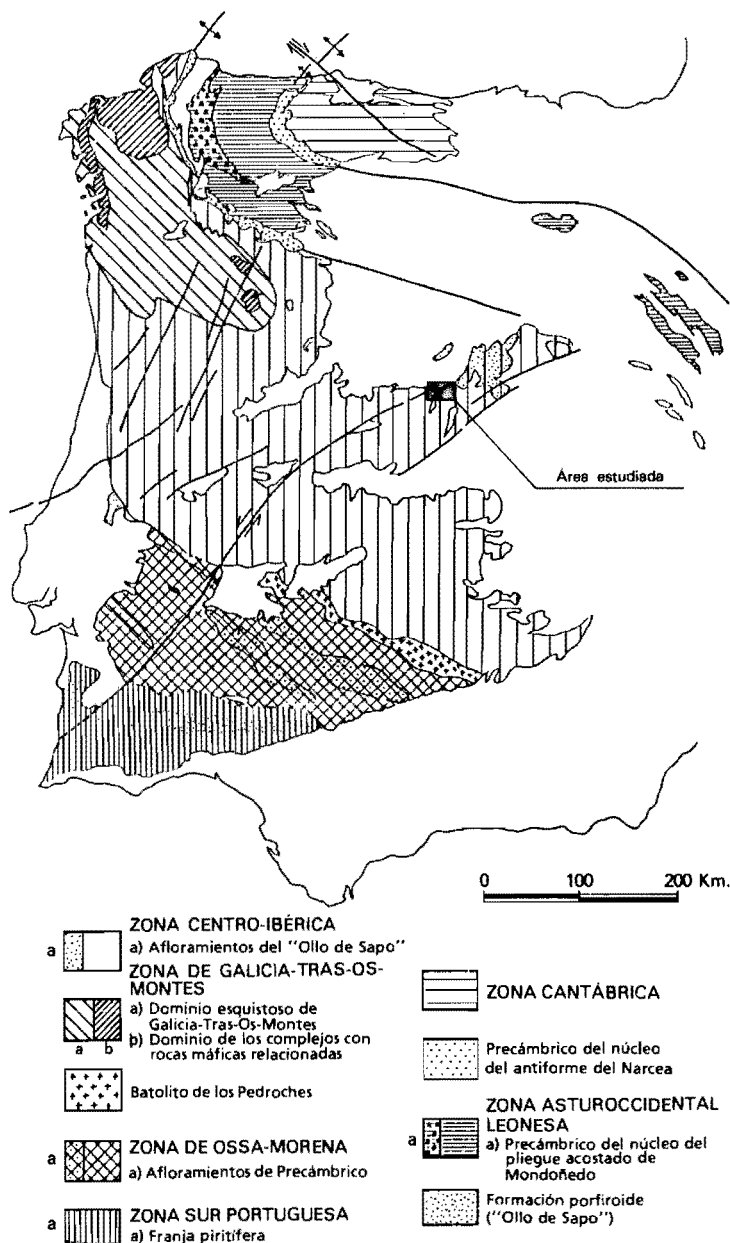 Área estudiada
0 100 200 Km.
ZONA CENTRO-IBÉRICA
a
a) Afloramientos del "Ollo de Sapo"
ZONA DE GALICIA-TRAS-OS-
MONTES
a) Dominio esquistoso de
Galicia-Tras-Os-Montes
a b
b) Dominio de los complejos con
rocas máficas relacionadas
Batolito de los Pedroches
a
ZONA DE OSSA-MORENA
a) Afloramientos de Precámbrico
a
ZONA SUR PORTUGUESA
a) Franja piritífera
ZONA CANTÁBRICA
Precámbrico del núcleo
del antiforme del Narcea
ZONA ASTUROCCIDENTAL
LEONESA
a
a) Precámbrico del núcleo del
pliegue acostado de
Mondoñedo
Formación porfiroide
("Ollo de Sapo")